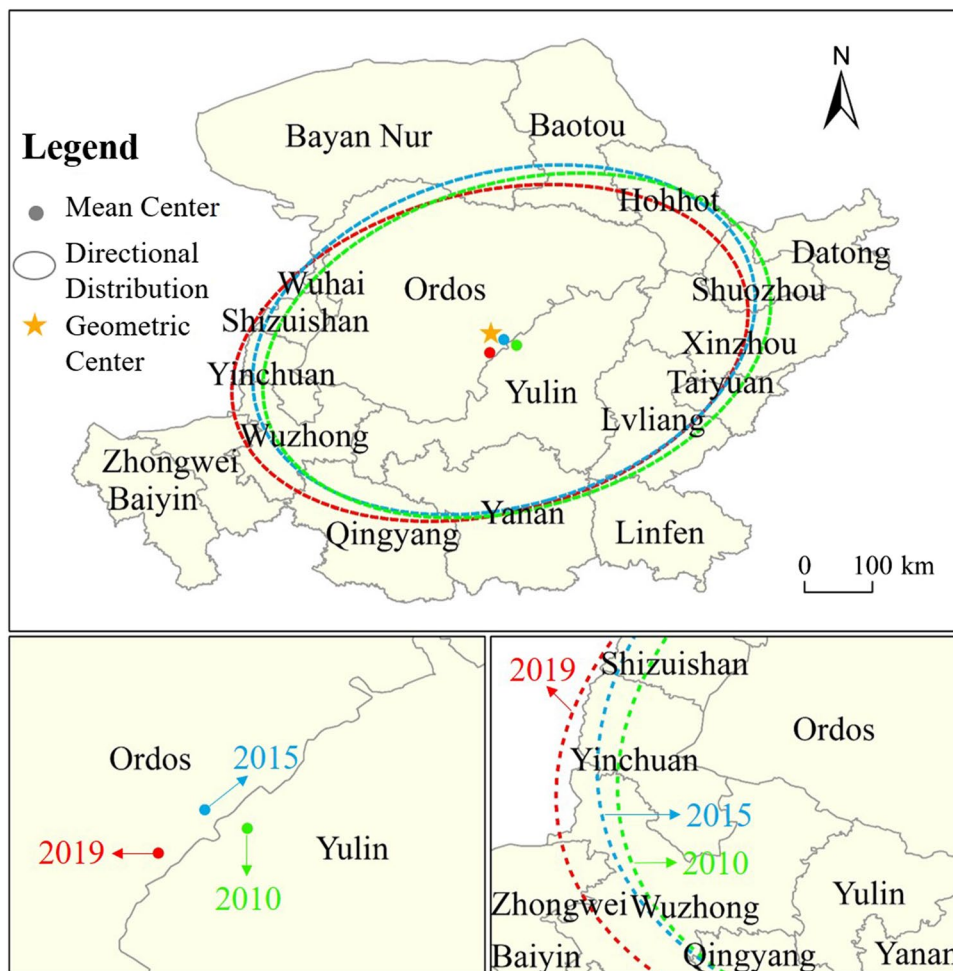 N
Bayan Nur
Baotou
Legend
Mean Center
Directional
Distribution
Geometric
Center
Hohhot
Datong
Wuhai
Ordos
Shuozhou
Shizuishan
Xinzhou
Yinchuan
Yulin
Taiyuan
Lvliang
Wuzhong
Zhongwei
Baiyin
Qingyang
Yanan
Linfen
0 100 km
Ordos
2015
2019
Yulin
2010
2019
Shizuishan
Ordos
Yinchuan
2015
2010
Zhongwei
Wuzhong
Yulin
Baiyin
Qingyang
Yanan